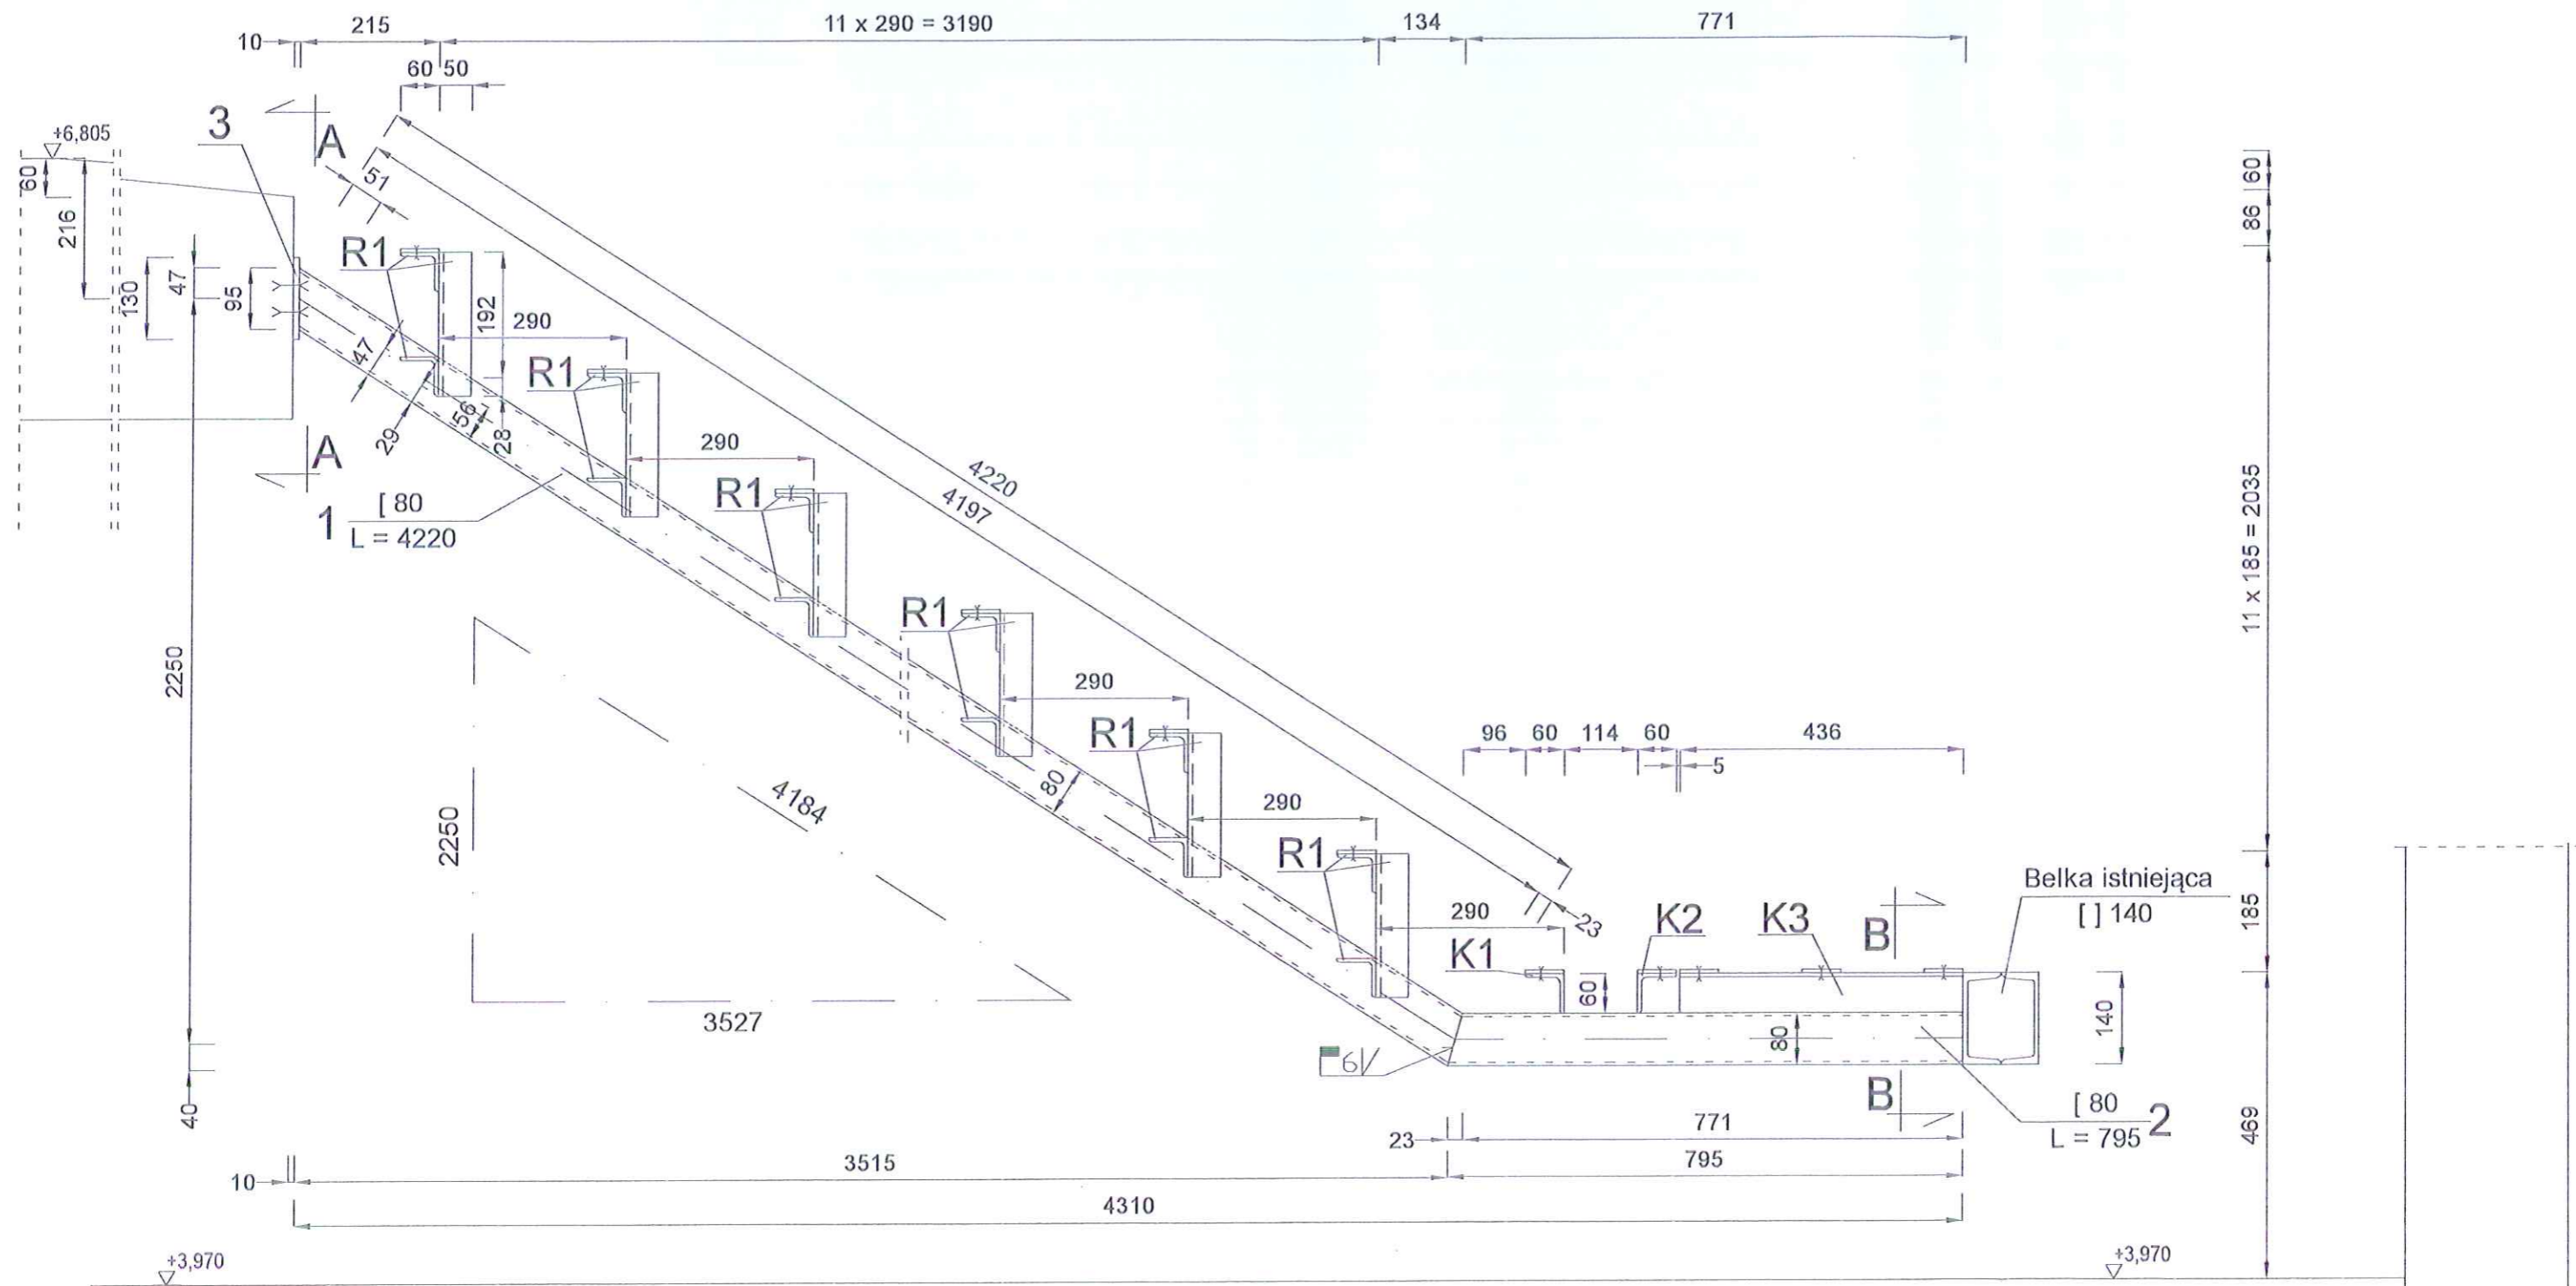 10 215 11 x 290 = 3190 134 771
60 50
3
A
+6,805
60
216
51
R1
130
47
95
192
290
47
R1
29
56
28
290
A
1
[ 80
L = 4220
R1
4220
4197
R1
290
R1
80
290
R1
290
23
96 60 114 60 436
5
K1
K2
K3
B
Belka istniejąca
[ ] 140
60
80
140
6
B
[ 80
L = 795
2
2250
2250
4184
3527
40
60
86
11 x 185 = 2035
185
469
23 771
10 3515 795
4310
+3,970
+3,970